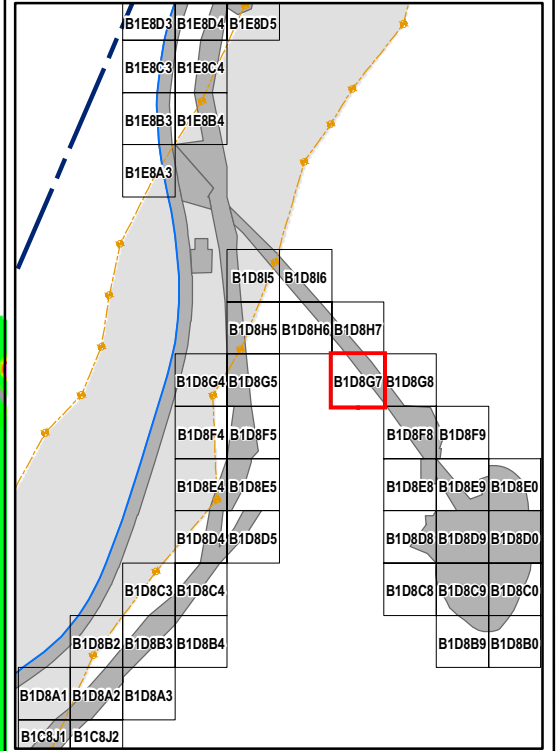 B1E8D3 B1E8D4 B1E8D5
B1E8C3 B1E8C4
B1E8B3 B1E8B4
B1E8A3
B1D8I5 B1D8I6
B1D8H5 B1D8H6 B1D8H7
B1D8G4 B1D8G5 B1D8G7 B1D8G8
B1D8F4 B1D8F5 B1D8F8 B1D8F9
B1D8E4 B1D8E5 B1D8E8 B1D8E9 B1D8E0
B1D8D4 B1D8D5 B1D8D8 B1D8D9 B1D8D0
B1D8C3 B1D8C4 B1D8C8 B1D8C9 B1D8C0
B1D8B2 B1D8B3 B1D8B4 B1D8B9 B1D8B0
B1D8A1 B1D8A2 B1D8A3
B1C8J1 B1C8J2